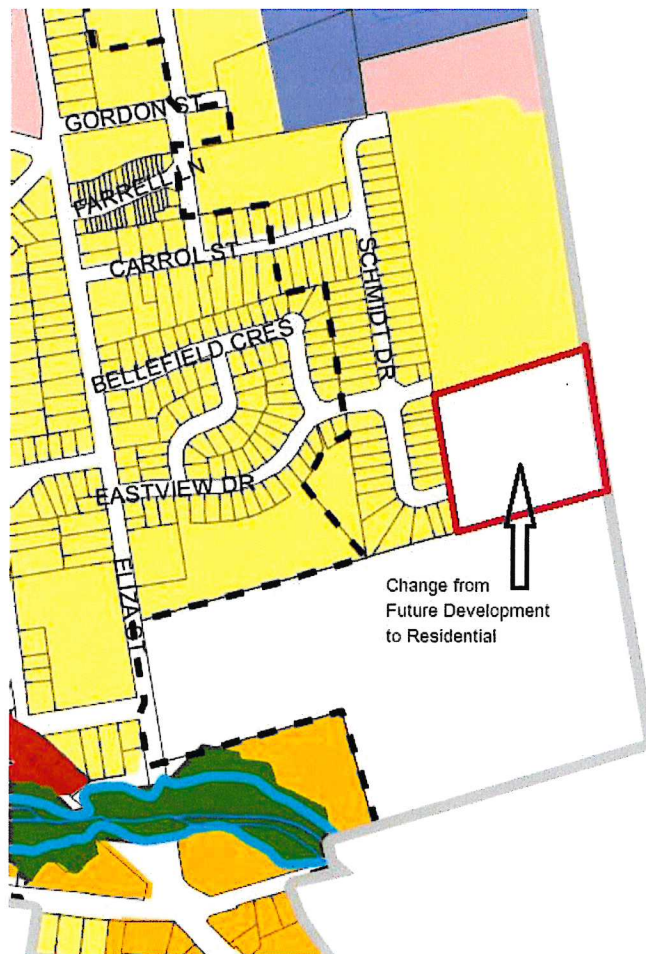 GORDON ST
FARRELL LN
CARROL ST
SCHMIDT DR
BELLEFIELD CRES
EASTVIEW DR
ELIZA ST
Change from
Future Development
to Residential